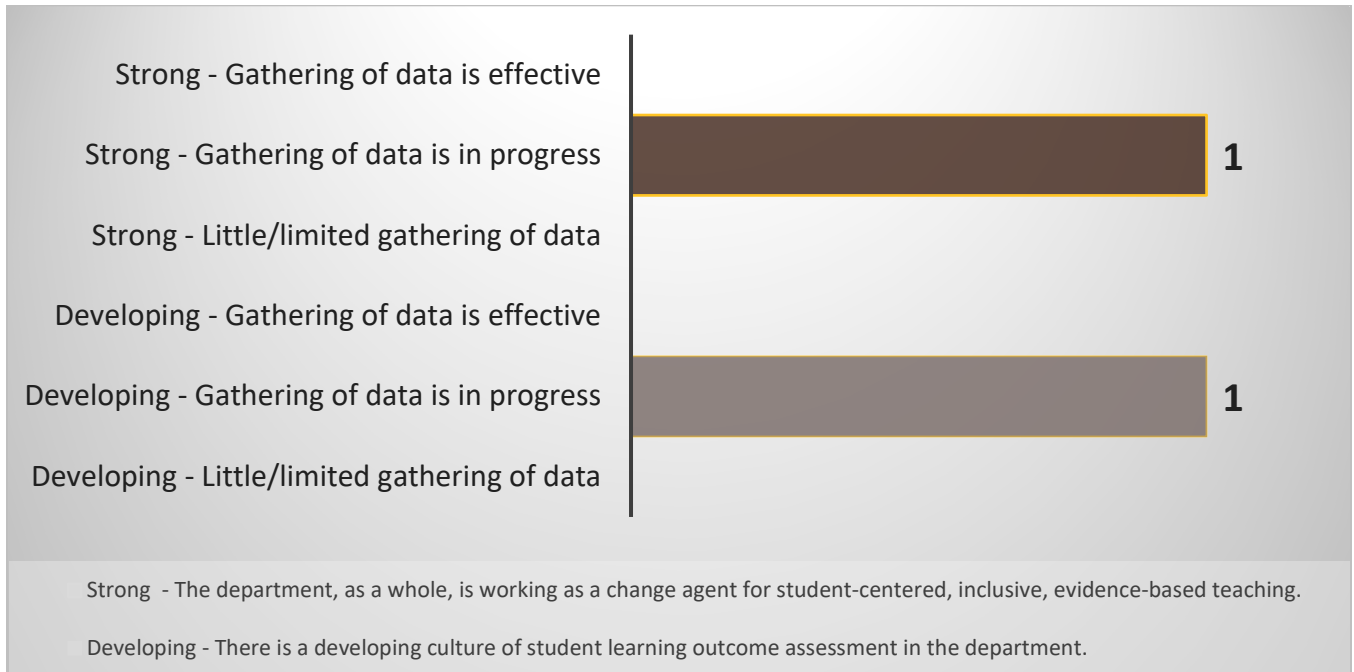 Strong - Gathering of data is effective
Strong - Gathering of data is in progress
1
Strong - Little/limited gathering of data
Developing - Gathering of data is effective
Developing - Gathering of data is in progress
1
Developing - Little/limited gathering of data
Strong - The department, as a whole, is working as a change agent for student-centered, inclusive, evidence-based teaching.
Developing - There is a developing culture of student learning outcome assessment in the department.